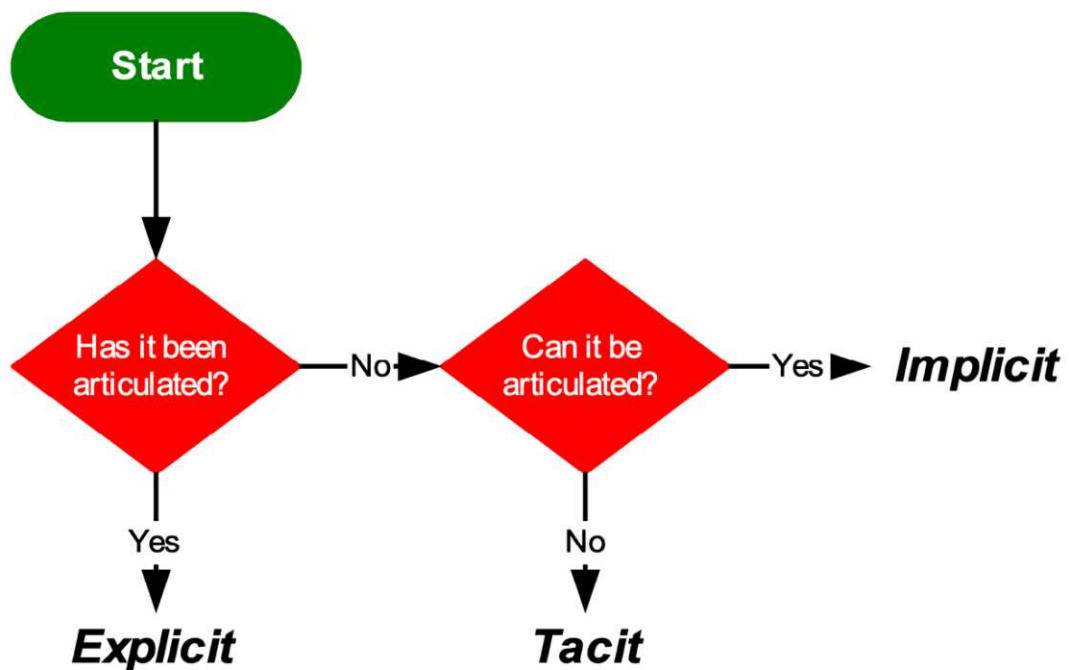 Start
Has it been
articulated?
No
Can it be
articulated?
Yes
Implicit
Yes
No
Explicit
Tacit